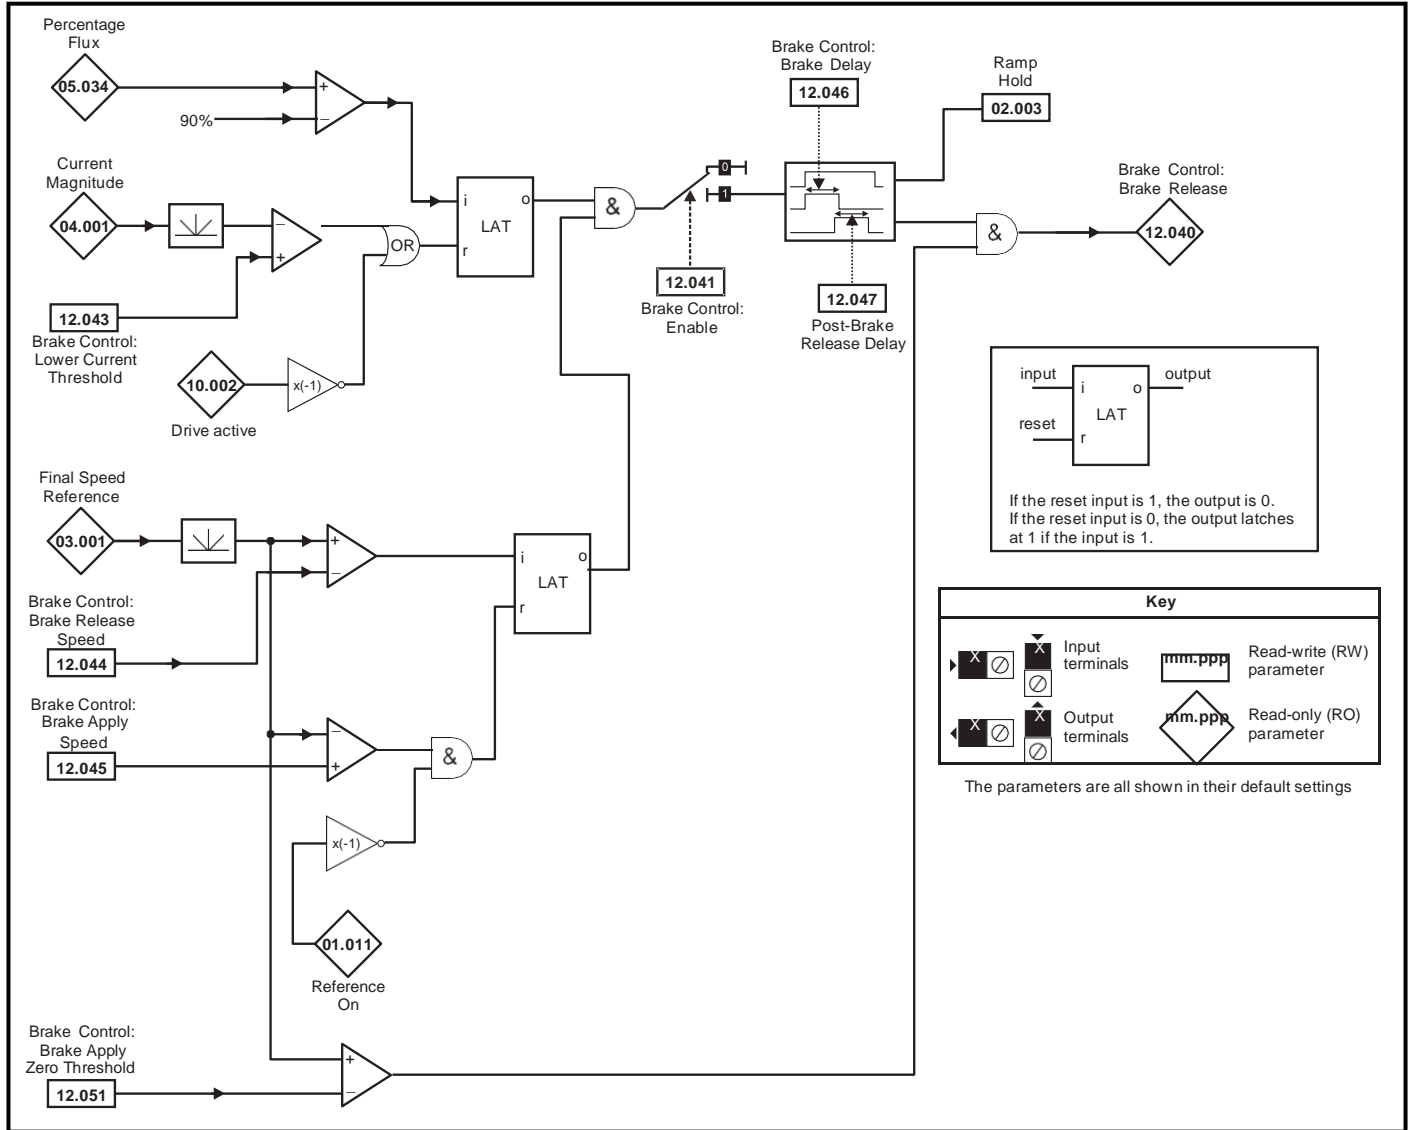 Percentage
Flux
05.034
+
−
90%
Current
Magnitude
04.001
−
+
OR
12.043
Brake Control:
Lower Current
Threshold
10.002
x(-1)
Drive active
i
o
LAT
r
&
0
1
12.041
Brake Control:
Enable
Brake Control:
Brake Delay
12.046
12.047
Post-Brake
Release Delay
Ramp
Hold
02.003
&
Brake Control:
Brake Release
12.040
Final Speed
Reference
03.001
+
−
Brake Control:
Brake Release
Speed
12.044
i
o
LAT
r
Brake Control:
Brake Apply
Speed
12.045
−
+
&
x(-1)
01.011
Reference
On
Brake Control:
Brake Apply
Zero Threshold
12.051
+
−
input
output
i
o
LAT
reset
r
If the reset input is 1, the output is 0.
If the reset input is 0, the output latches
at 1 if the input is 1.
Key
X
X
Input
terminals
mm.ppp
Read-write (RW)
parameter
X
X
Output
terminals
mm.ppp
Read-only (RO)
parameter
The parameters are all shown in their default settings